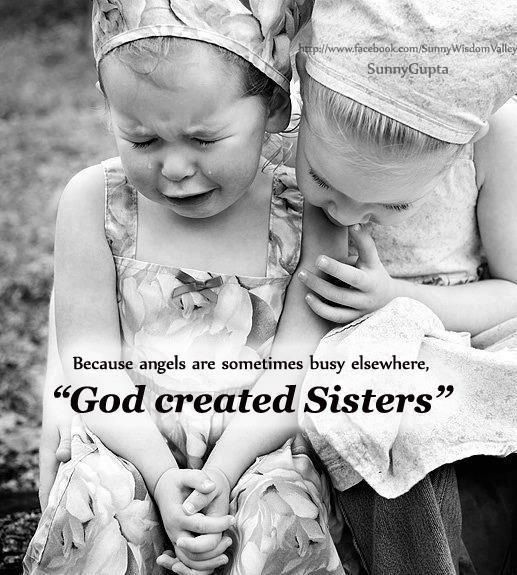 http://www.facebook.com/SunnyWisdomValley
SunnyGupta
Because angels are sometimes busy elsewhere,
“God created Sisters”